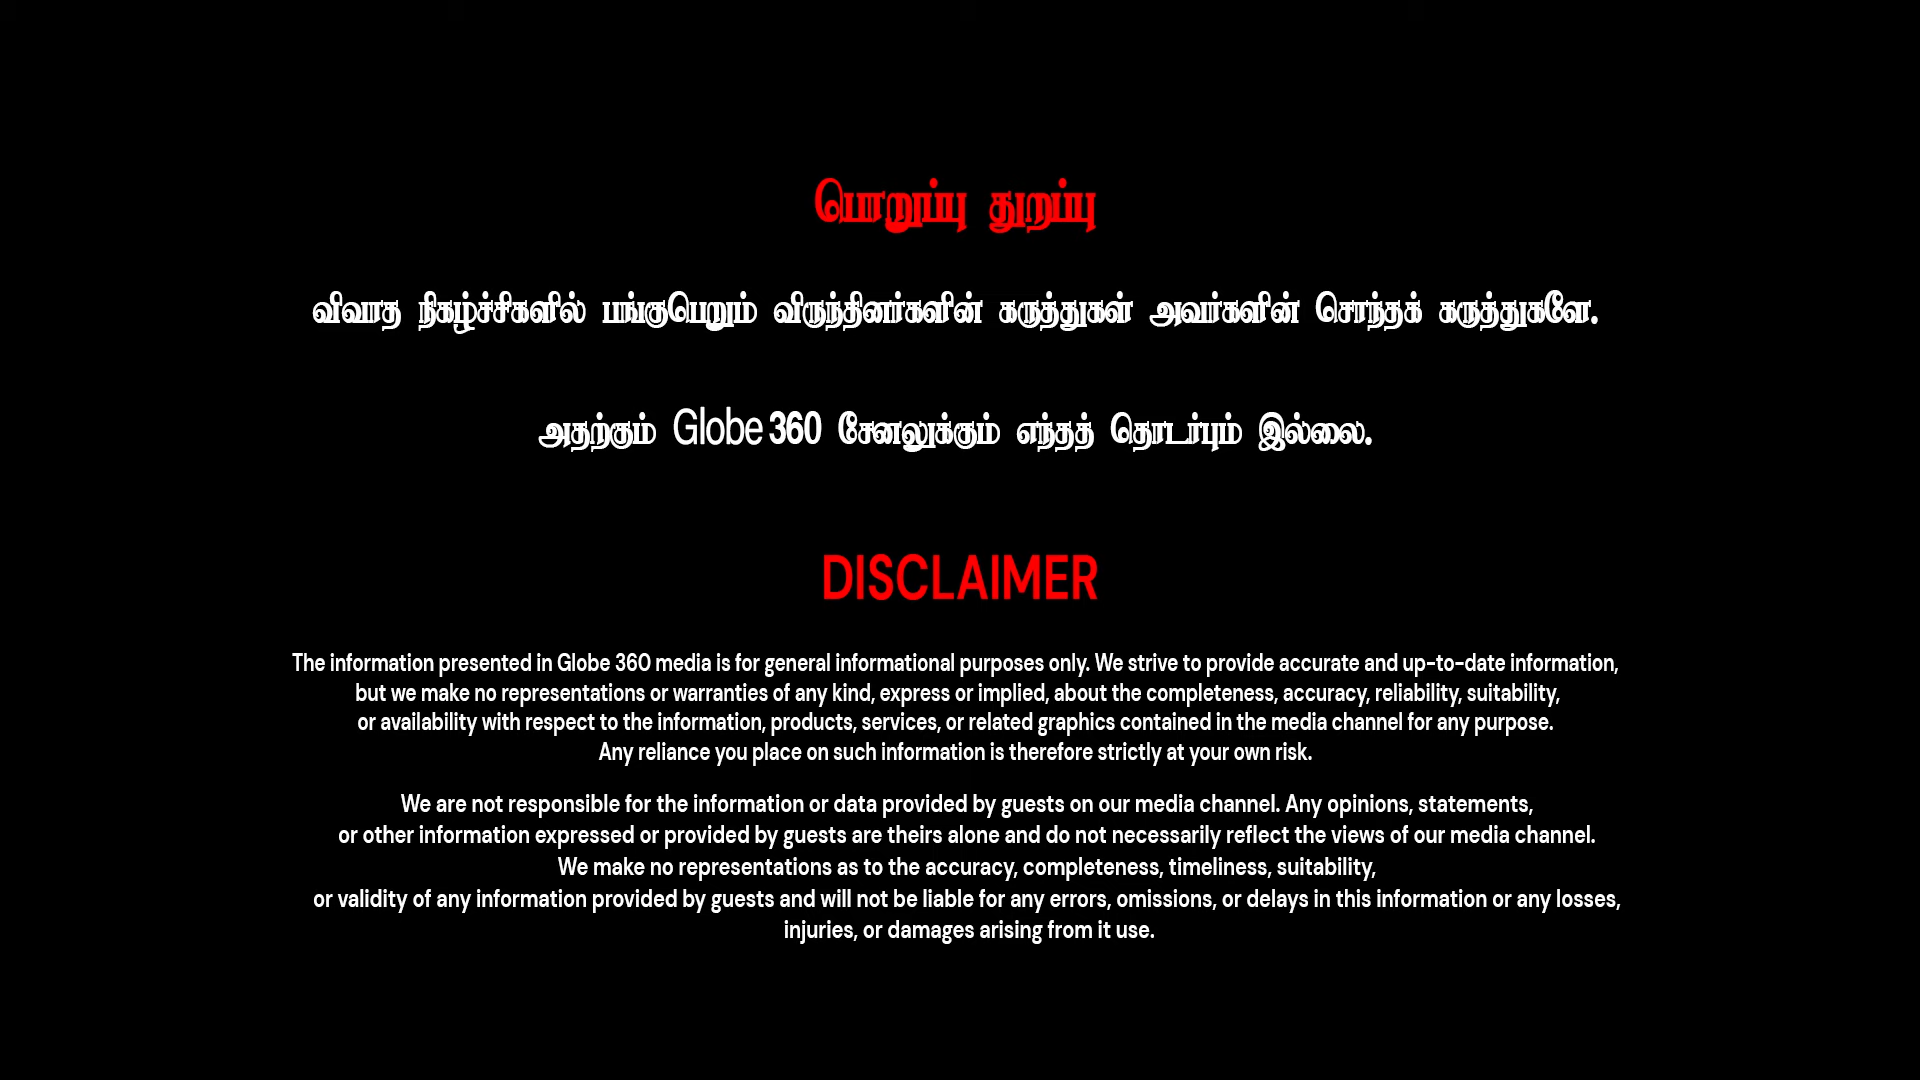 பொறுப்பு துறப்பு
விவாத நிகழ்ச்சிகளில் பங்குபெறும் விருந்தினர்களின் கருத்துகள் அவர்களின் சொந்தக் கருத்துகளே.
அதற்கும் Globe 360 சேனலுக்கும் எந்தத் தொடர்பும் இல்லை.
DISCLAIMER
The information presented in Globe 360 media is for general informational purposes only. We strive to provide accurate and up-to-date information,
but we make no representations or warranties of any kind, express or implied, about the completeness, accuracy, reliability, suitability,
or availability with respect to the information, products, services, or related graphics contained in the media channel for any purpose.
Any reliance you place on such information is therefore strictly at your own risk.
We are not responsible for the information or data provided by guests on our media channel. Any opinions, statements,
or other information expressed or provided by guests are theirs alone and do not necessarily reflect the views of our media channel.
We make no representations as to the accuracy, completeness, timeliness, suitability,
or validity of any information provided by guests and will not be liable for any errors, omissions, or delays in this information or any losses,
injuries, or damages arising from it use.